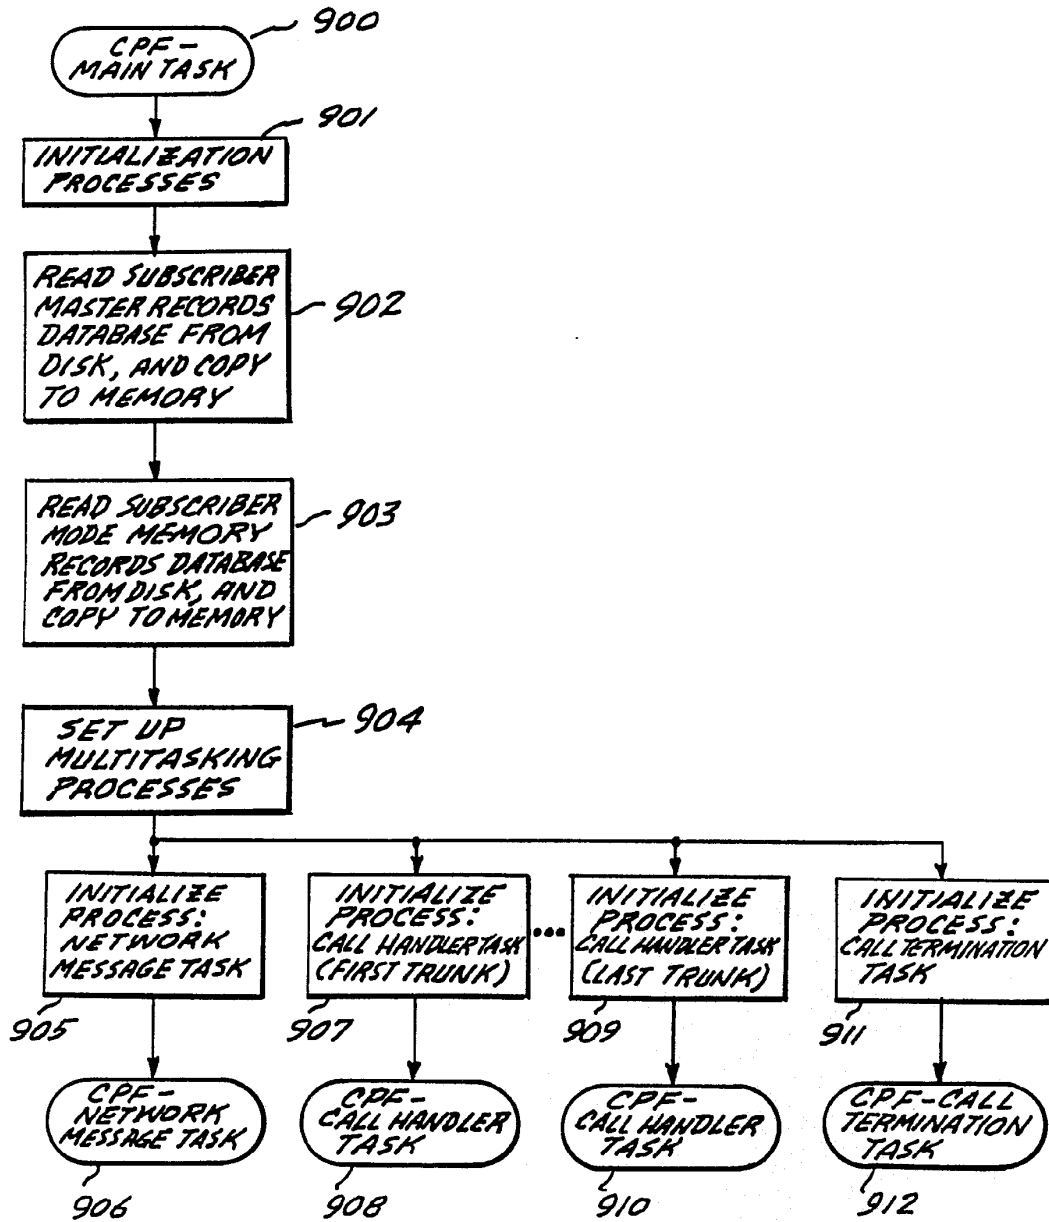 CPF-
MAIN TASK
900
901
INITIALIZATION
PROCESSES
READ SUBSCRIBER
MASTER RECORDS
DATABASE FROM
DISK, AND COPY
TO MEMORY
902
READ SUBSCRIBER
MODE MEMORY
RECORDS DATABASE
FROM DISK, AND
COPY TO MEMORY
903
SET UP
MULTITASKING
PROCESSES
904
INITIALIZE
PROCESS:
NETWORK
MESSAGE TASK
905
INITIALIZE
PROCESS:
CALL HANDLER TASK
(FIRST TRUNK)
907
...
INITIALIZE
PROCESS:
CALL HANDLER TASK
(LAST TRUNK)
909
INITIALIZE
PROCESS:
CALL TERMINATION
TASK
911
CPF-
NETWORK
MESSAGE TASK
906
CPF-
CALL HANDLER
TASK
908
CPF-
CALL HANDLER
TASK
910
CPF-CALL
TERMINATION
TASK
912